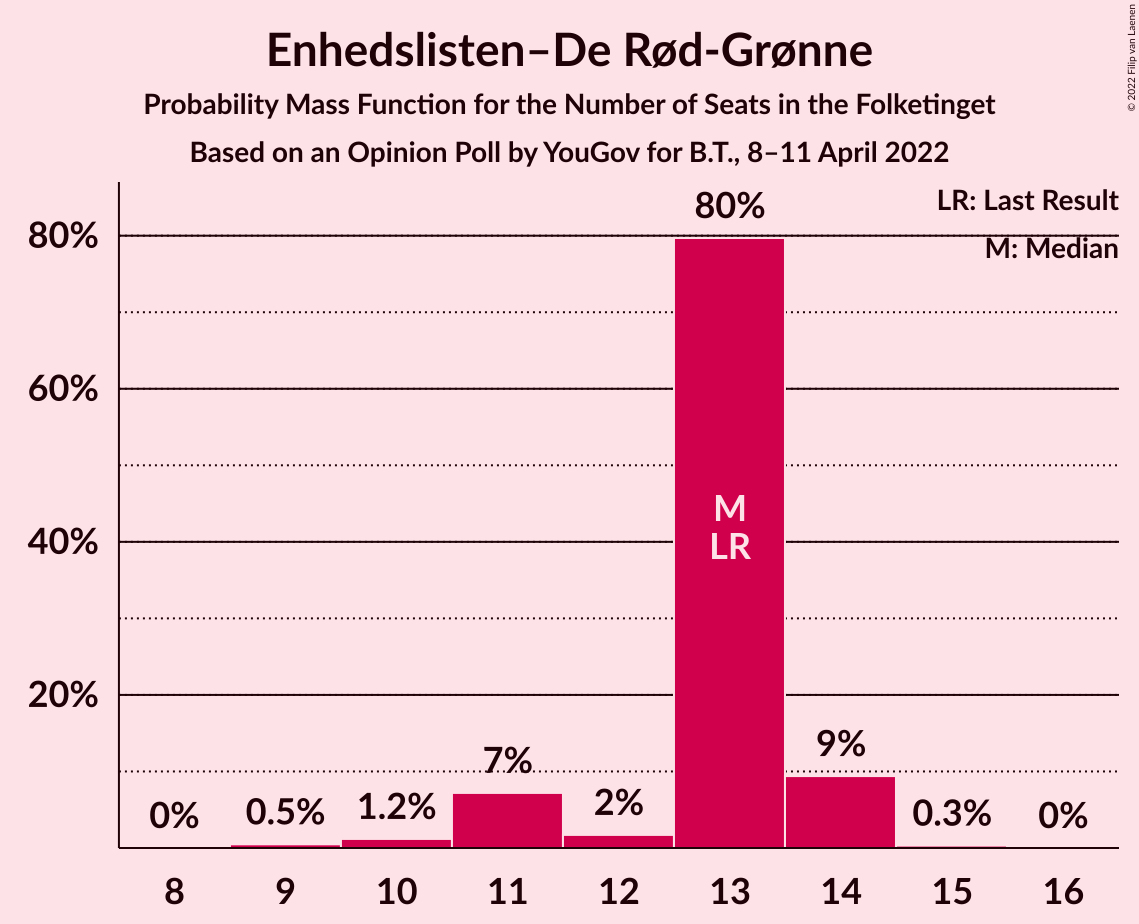 Enhedslisten–De Rød-Grønne
Probability Mass Function for the Number of Seats in the Folketinget
Based on an Opinion Poll by YouGov for B.T., 8–11 April 2022
© 2022 Filip van Laenen
LR: Last Result
M: Median
80%
60%
40%
20%
0%
0.5%
1.2%
7%
2%
80%
9%
0.3%
0%
M
LR
8
9
10
11
12
13
14
15
16